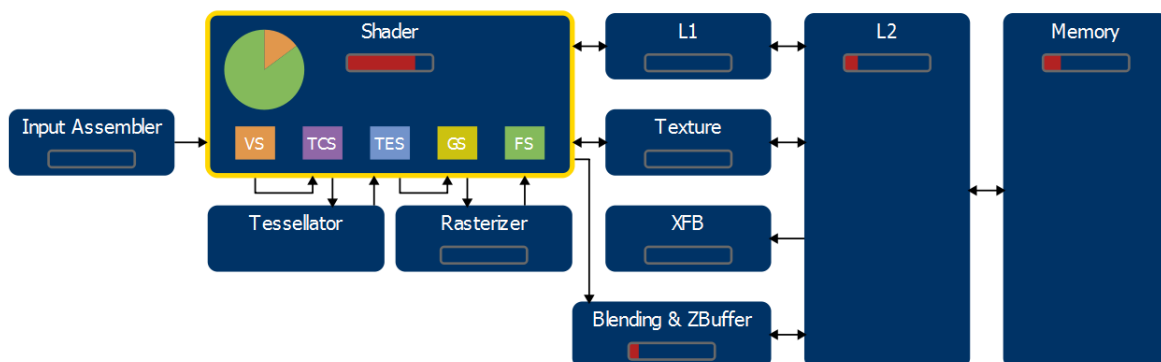 Shader
L1
L2
Memory
Input Assembler
VS
TCS
TES
GS
FS
Texture
Tessellator
Rasterizer
XFB
Blending & ZBuffer